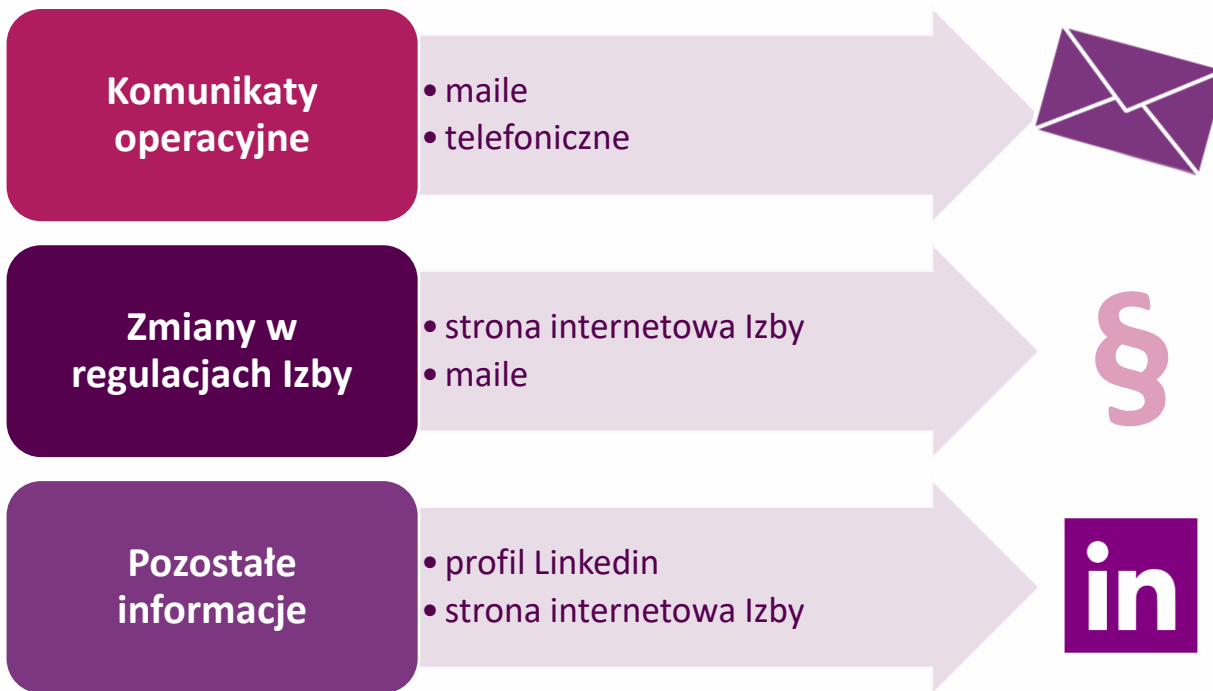 Komunikaty
operacyjne
• maile
• telefoniczne
Zmiany w
regulacjach Izby
• strona internetowa Izby
• maile
§
Pozostałe
informacje
• profil Linkedin
• strona internetowa Izby
in